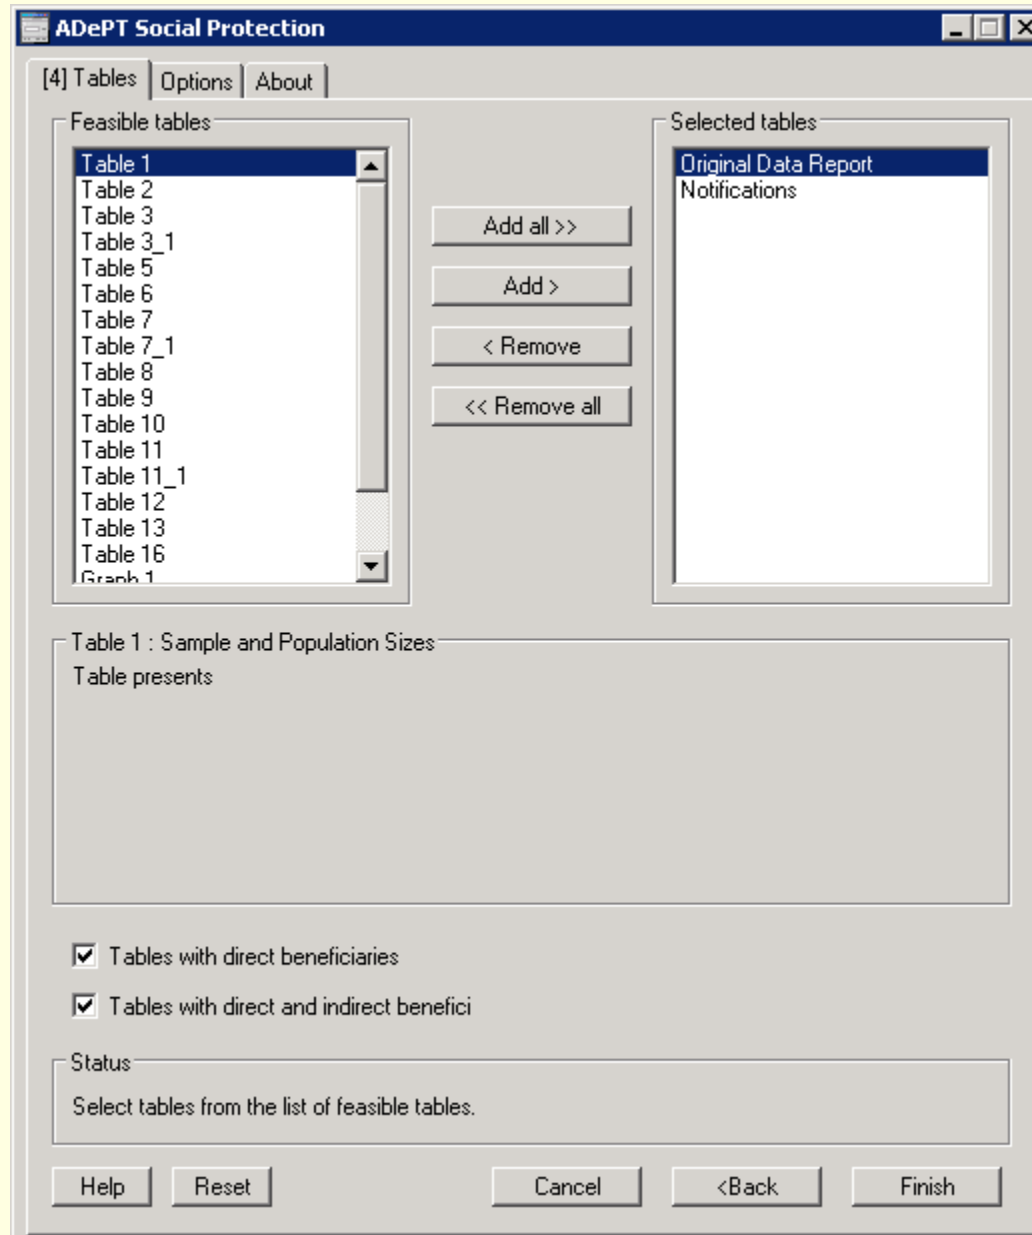 ADePT Social Protection
[4] Tables Options About
Feasible tables
Table 1
Table 2
Table 3
Table 3_1
Table 5
Table 6
Table 7
Table 7_1
Table 8
Table 9
Table 10
Table 11
Table 11_1
Table 12
Table 13
Table 16
Graph 1
Add all >>
Add >
< Remove
<< Remove all
Selected tables
Original Data Report
Notifications
Table 1 : Sample and Population Sizes
Table presents
Tables with direct beneficiaries
Tables with direct and indirect benefici
Status
Select tables from the list of feasible tables.
Help Reset Cancel <Back Finish